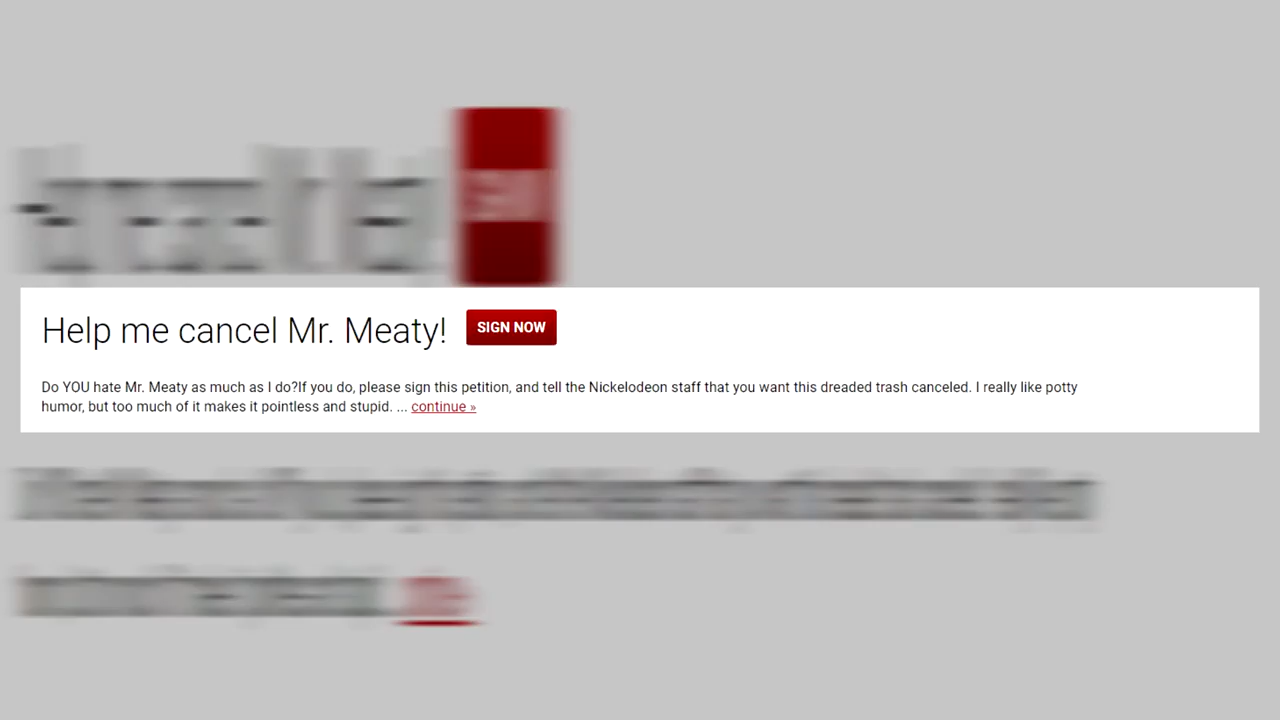 Help me cancel Mr. Meaty! SIGN NOW
Do YOU hate Mr. Meaty as much as I do?If you do, please sign this petition, and tell the Nickelodeon staff that you want this dreaded trash canceled. I really like potty
humor, but too much of it makes it pointless and stupid. ... continue »